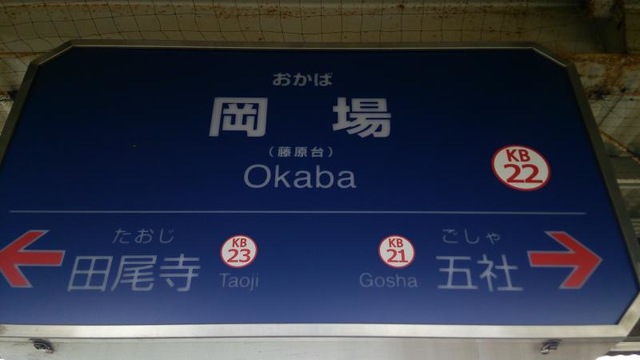 おかば
岡場
(藤原台)
Okaba
KB
22
たおじ
田尾寺
KB
23
Taoji
KB
21
Gosha
ごしゃ
五社